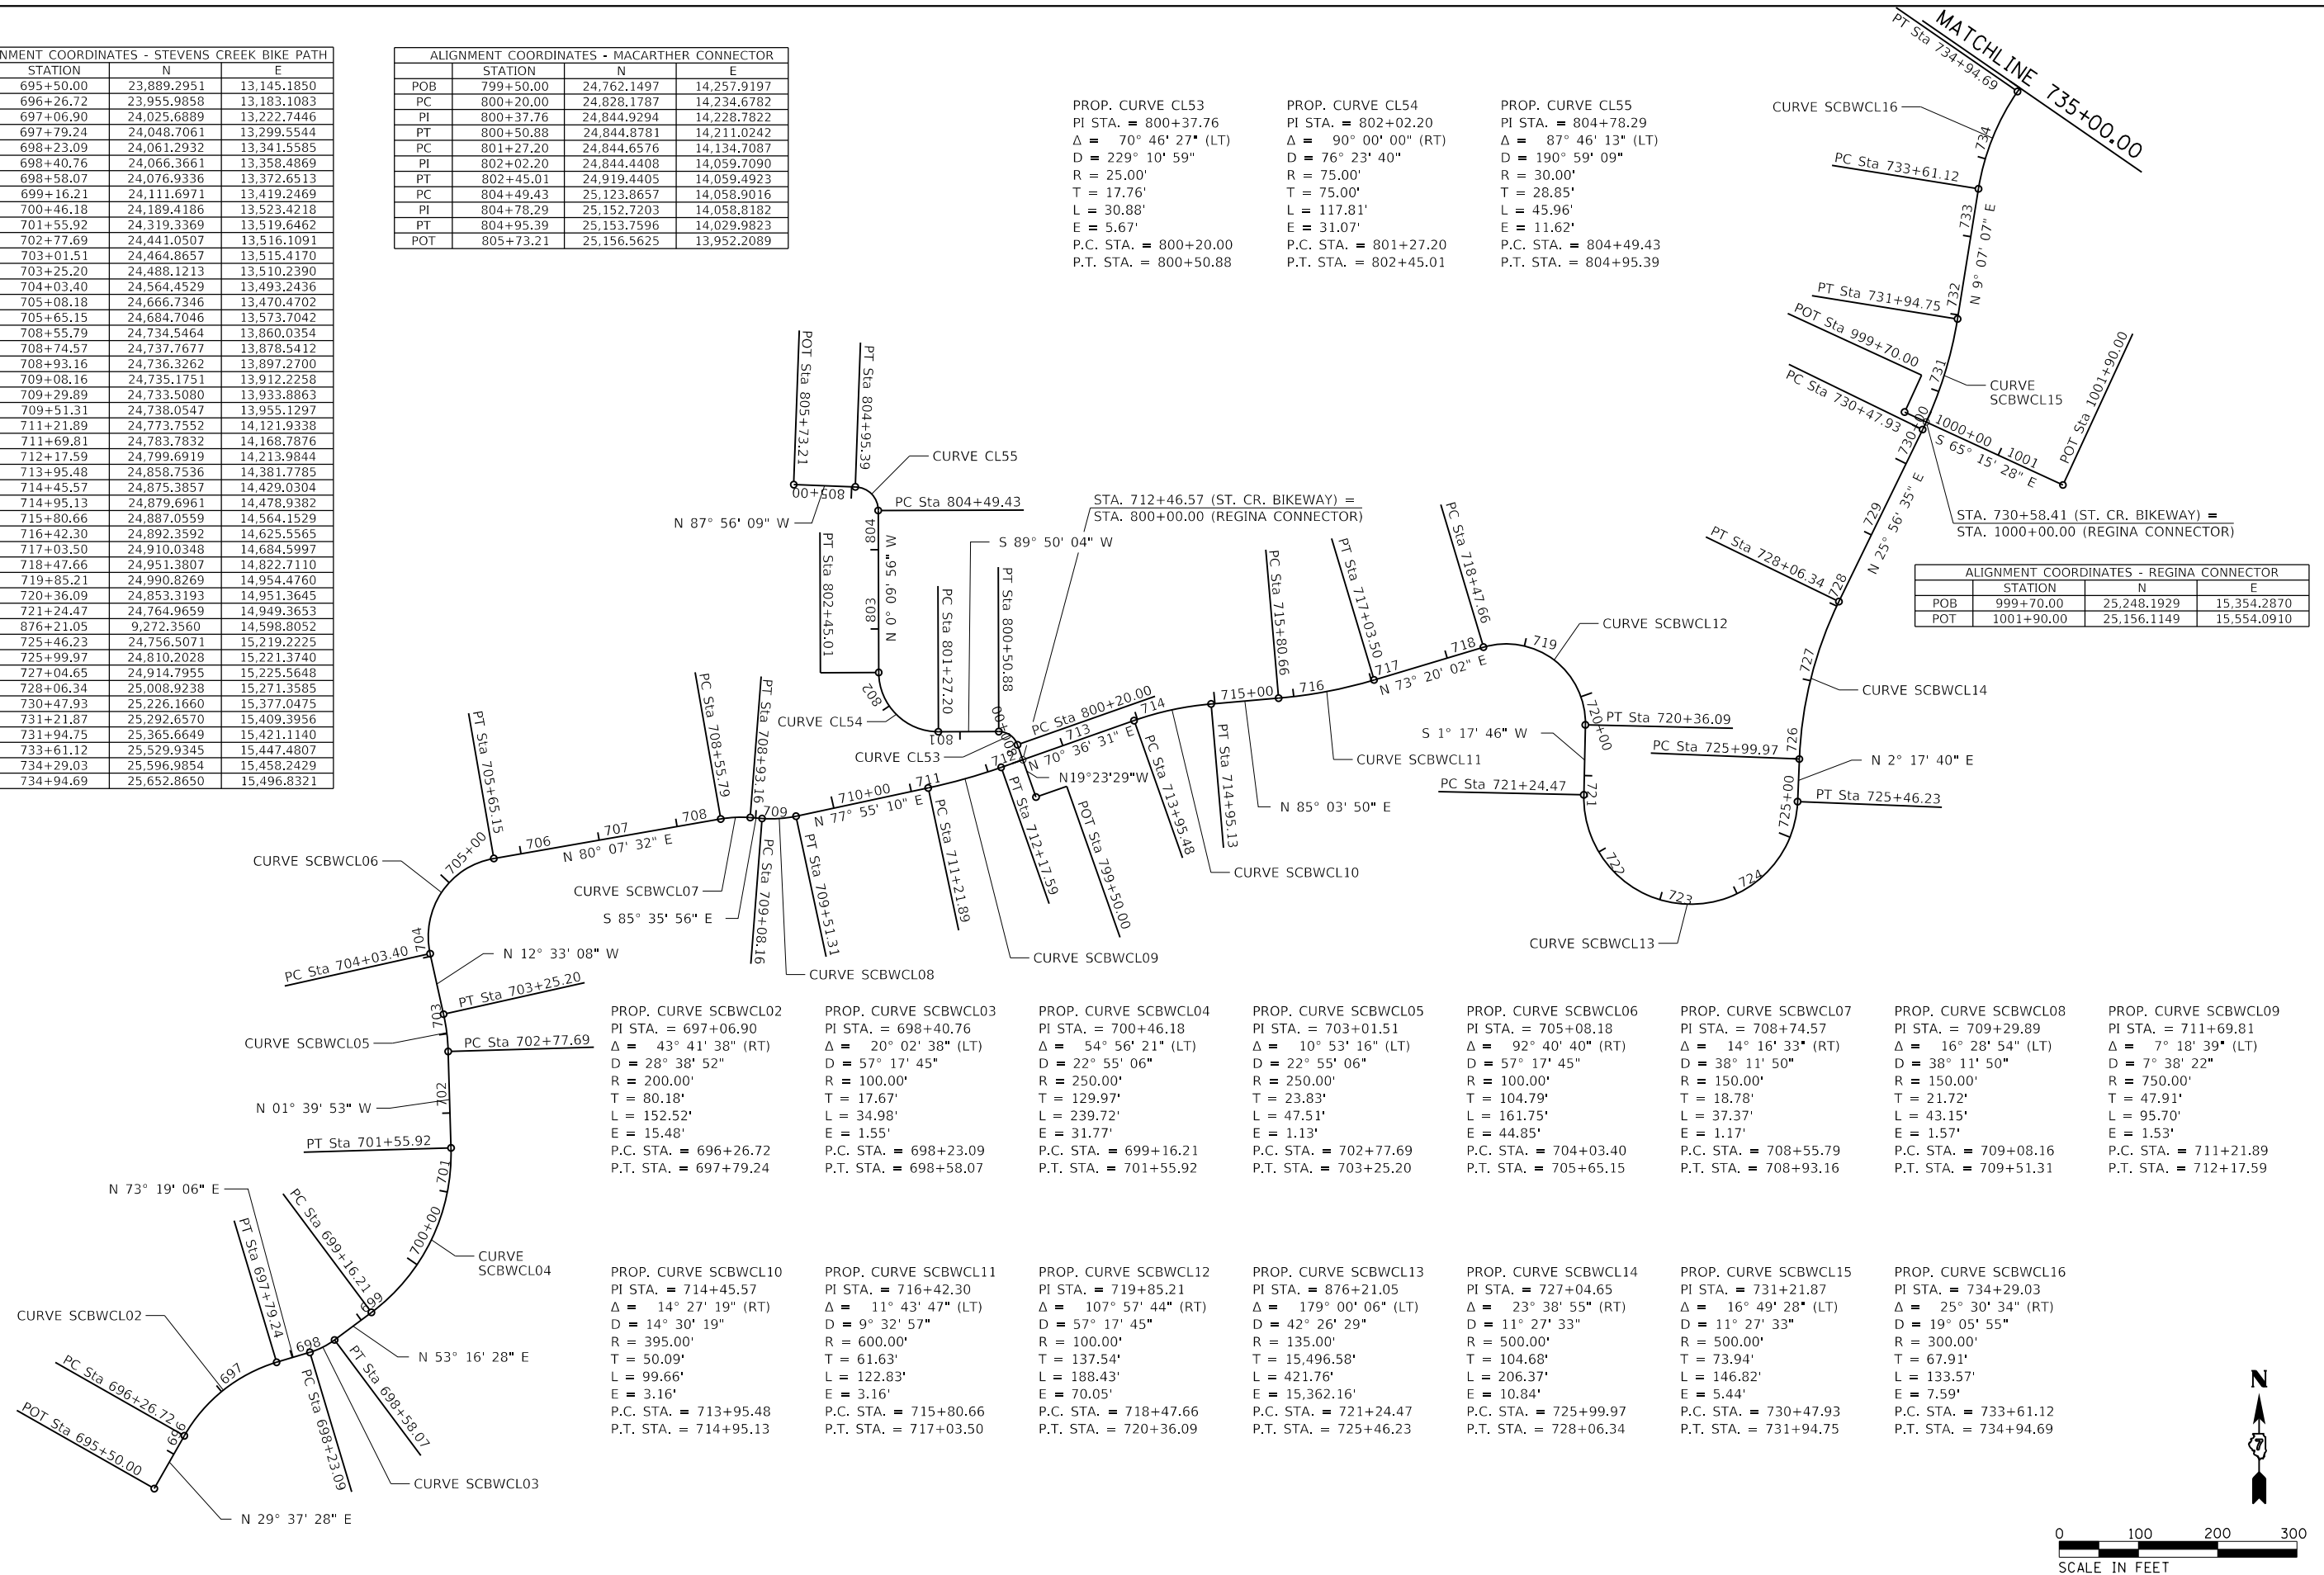 NMENT COORDINATES - STEVENS CREEK BIKE PATH
STATION N E
695+50.00 23,889.2951 13,145.1850
696+26.72 23,955.9858 13,183.1083
697+06.90 24,025.6889 13,222.7446
697+79.24 24,048.7061 13,299.5544
698+23.09 24,061.2932 13,341.5585
698+40.76 24,066.3661 13,358.4869
698+58.07 24,076.9336 13,372.6513
699+16.21 24,111.6971 13,419.2469
700+46.18 24,189.4186 13,523.4218
701+55.92 24,319.3369 13,519.6462
702+77.69 24,441.0507 13,516.1091
703+01.51 24,464.8657 13,515.4170
703+25.20 24,488.1213 13,510.2390
704+03.40 24,564.4529 13,493.2436
705+08.18 24,666.7346 13,470.4702
705+65.15 24,684.7046 13,573.7042
708+55.79 24,734.5464 13,860.0354
708+74.57 24,737.7677 13,878.5412
708+93.16 24,736.3262 13,897.2700
709+08.16 24,735.1751 13,912.2258
709+29.89 24,733.5080 13,933.8863
709+51.31 24,738.0547 13,955.1297
711+21.89 24,773.7552 14,121.9338
711+69.81 24,783.7832 14,168.7876
712+17.59 24,799.6919 14,213.9844
713+95.48 24,858.7536 14,381.7785
714+45.57 24,875.3857 14,429.0304
714+95.13 24,879.6961 14,478.9382
715+80.66 24,887.0559 14,564.1529
716+42.30 24,892.3592 14,625.5565
717+03.50 24,910.0348 14,684.5997
718+47.66 24,951.3807 14,822.7110
719+85.21 24,990.8269 14,954.4760
720+36.09 24,853.3193 14,951.3645
721+24.47 24,764.9659 14,949.3653
876+21.05 9,272.3560 14,598.8052
725+46.23 24,756.5071 15,219.2225
725+99.97 24,810.2028 15,221.3740
727+04.65 24,914.7955 15,225.5648
728+06.34 25,008.9238 15,271.3585
730+47.93 25,226.1660 15,377.0475
731+21.87 25,292.6570 15,409.3956
731+94.75 25,365.6649 15,421.1140
733+61.12 25,529.9345 15,447.4807
734+29.03 25,596.9854 15,458.2429
734+94.69 25,652.8650 15,496.8321
ALIGNMENT COORDINATES - MACARTHER CONNECTOR
STATION N E
POB 799+50.00 24,762.1497 14,257.9197
PC 800+20.00 24,828.1787 14,234.6782
PI 800+37.76 24,844.9294 14,228.7822
PT 800+50.88 24,844.8781 14,211.0242
PC 801+27.20 24,844.6576 14,134.7087
PI 802+02.20 24,844.4408 14,059.7090
PT 802+45.01 24,919.4405 14,059.4923
PC 804+49.43 25,123.8657 14,058.9016
PI 804+78.29 25,152.7203 14,058.8182
PT 804+95.39 25,153.7596 14,029.9823
POT 805+73.21 25,156.5625 13,952.2089
PROP. CURVE CL53
PI STA. = 800+37.76
Δ = 70° 46' 27" (LT)
D = 229° 10' 59"
R = 25.00'
T = 17.76'
L = 30.88'
E = 5.67'
P.C. STA. = 800+20.00
P.T. STA. = 800+50.88
PROP. CURVE CL54
PI STA. = 802+02.20
Δ = 90° 00' 00" (RT)
D = 76° 23' 40"
R = 75.00'
T = 75.00'
L = 117.81'
E = 31.07'
P.C. STA. = 801+27.20
P.T. STA. = 802+45.01
PROP. CURVE CL55
PI STA. = 804+78.29
Δ = 87° 46' 13" (LT)
D = 190° 59' 09"
R = 30.00'
T = 28.85'
L = 45.96'
E = 11.62'
P.C. STA. = 804+49.43
P.T. STA. = 804+95.39
MATCHLINE 735+00.00
PT Sta 734+94.69
CURVE SCBWCL16
734
PC Sta 733+61.12
733
N 9° 07' 07" E
732
PT Sta 731+94.75
POT Sta 999+70.00
731
CURVE
SCBWCL15
PC Sta 730+47.93
730+00
1000+00
1001
S 65° 15' 28" E
POT Sta 1001+90.00
729
N 25° 56' 35" E
STA. 730+58.41 (ST. CR. BIKEWAY) =
STA. 1000+00.00 (REGINA CONNECTOR)
PT Sta 728+06.34
728
ALIGNMENT COORDINATES - REGINA CONNECTOR
STATION N E
POB 999+70.00 25,248.1929 15,354.2870
POT 1001+90.00 25,156.1149 15,554.0910
727
CURVE SCBWCL14
726
PC Sta 725+99.97
N 2° 17' 40" E
725+00
PT Sta 725+46.23
POT Sta 805+73.21
PT Sta 804+95.39
CURVE CL55
805+00
PC Sta 804+49.43
N 87° 56' 09" W
804
STA. 712+46.57 (ST. CR. BIKEWAY) =
STA. 800+00.00 (REGINA CONNECTOR)
S 89° 50' 04" W
N 0° 09' 56" W
803
PT Sta 802+45.01
802
CURVE CL54
PC Sta 801+27.20
801
PT Sta 800+50.88
800+00
PC Sta 800+20.00
CURVE CL53
712
713
N 70° 36' 31" E
714
N19°23'29"W
715+00
PC Sta 715+80.66
716
PT Sta 717+03.50
717
N 73° 20' 02" E
718
PC Sta 718+47.66
719
CURVE SCBWCL12
720+00
PT Sta 720+36.09
S 1° 17' 46" W
CURVE SCBWCL11
PC Sta 721+24.47
721
N 85° 03' 50" E
722
723
724
CURVE SCBWCL13
CURVE SCBWCL10
PT Sta 714+95.13
PC Sta 713+95.48
POT Sta 799+50.00
PT Sta 712+17.59
CURVE SCBWCL09
PC Sta 711+21.89
711
710+00
N 77° 55' 10" E
PT Sta 709+51.31
CURVE SCBWCL08
709
PC Sta 709+08.16
PT Sta 708+93.16
PC Sta 708+55.79
708
707
706
N 80° 07' 32" E
CURVE SCBWCL07
S 85° 35' 56" E
PT Sta 705+65.15
705+00
CURVE SCBWCL06
704
PC Sta 704+03.40
N 12° 33' 08" W
PT Sta 703+25.20
703
CURVE SCBWCL05
PC Sta 702+77.69
702
N 01° 39' 53" W
PT Sta 701+55.92
701
N 73° 19' 06" E
PC Sta 699+16.21
700+00
CURVE
SCBWCL04
PT Sta 697+79.24
699
CURVE SCBWCL02
698
N 53° 16' 28" E
697
PC Sta 696+26.72
PT Sta 698+58.07
PC Sta 698+23.09
696
POT Sta 695+50.00
CURVE SCBWCL03
N 29° 37' 28" E
PROP. CURVE SCBWCL02
PI STA. = 697+06.90
Δ = 43° 41' 38" (RT)
D = 28° 38' 52"
R = 200.00'
T = 80.18'
L = 152.52'
E = 15.48'
P.C. STA. = 696+26.72
P.T. STA. = 697+79.24
PROP. CURVE SCBWCL03
PI STA. = 698+40.76
Δ = 20° 02' 38" (LT)
D = 57° 17' 45"
R = 100.00'
T = 17.67'
L = 34.98'
E = 1.55'
P.C. STA. = 698+23.09
P.T. STA. = 698+58.07
PROP. CURVE SCBWCL04
PI STA. = 700+46.18
Δ = 54° 56' 21" (LT)
D = 22° 55' 06"
R = 250.00'
T = 129.97'
L = 239.72'
E = 31.77'
P.C. STA. = 699+16.21
P.T. STA. = 701+55.92
PROP. CURVE SCBWCL05
PI STA. = 703+01.51
Δ = 10° 53' 16" (LT)
D = 22° 55' 06"
R = 250.00'
T = 23.83'
L = 47.51'
E = 1.13'
P.C. STA. = 702+77.69
P.T. STA. = 703+25.20
PROP. CURVE SCBWCL06
PI STA. = 705+08.18
Δ = 92° 40' 40" (RT)
D = 57° 17' 45"
R = 100.00'
T = 104.79'
L = 161.75'
E = 44.85'
P.C. STA. = 704+03.40
P.T. STA. = 705+65.15
PROP. CURVE SCBWCL07
PI STA. = 708+74.57
Δ = 14° 16' 33" (RT)
D = 38° 11' 50"
R = 150.00'
T = 18.78'
L = 37.37'
E = 1.17'
P.C. STA. = 708+55.79
P.T. STA. = 708+93.16
PROP. CURVE SCBWCL08
PI STA. = 709+29.89
Δ = 16° 28' 54" (LT)
D = 38° 11' 50"
R = 150.00'
T = 21.72'
L = 43.15'
E = 1.57'
P.C. STA. = 709+08.16
P.T. STA. = 709+51.31
PROP. CURVE SCBWCL09
PI STA. = 711+69.81
Δ = 7° 18' 39" (LT)
D = 7° 38' 22"
R = 750.00'
T = 47.91'
L = 95.70'
E = 1.53'
P.C. STA. = 711+21.89
P.T. STA. = 712+17.59
PROP. CURVE SCBWCL10
PI STA. = 714+45.57
Δ = 14° 27' 19" (RT)
D = 14° 30' 19"
R = 395.00'
T = 50.09'
L = 99.66'
E = 3.16'
P.C. STA. = 713+95.48
P.T. STA. = 714+95.13
PROP. CURVE SCBWCL11
PI STA. = 716+42.30
Δ = 11° 43' 47" (LT)
D = 9° 32' 57"
R = 600.00'
T = 61.63'
L = 122.83'
E = 3.16'
P.C. STA. = 715+80.66
P.T. STA. = 717+03.50
PROP. CURVE SCBWCL12
PI STA. = 719+85.21
Δ = 107° 57' 44" (RT)
D = 57° 17' 45"
R = 100.00'
T = 137.54'
L = 188.43'
E = 70.05'
P.C. STA. = 718+47.66
P.T. STA. = 720+36.09
PROP. CURVE SCBWCL13
PI STA. = 876+21.05
Δ = 179° 00' 06" (LT)
D = 42° 26' 29"
R = 135.00'
T = 15,496.58'
L = 421.76'
E = 15,362.16'
P.C. STA. = 721+24.47
P.T. STA. = 725+46.23
PROP. CURVE SCBWCL14
PI STA. = 727+04.65
Δ = 23° 38' 55" (RT)
D = 11° 27' 33"
R = 500.00'
T = 104.68'
L = 206.37'
E = 10.84'
P.C. STA. = 725+99.97
P.T. STA. = 728+06.34
PROP. CURVE SCBWCL15
PI STA. = 731+21.87
Δ = 16° 49' 28" (LT)
D = 11° 27' 33"
R = 500.00'
T = 73.94'
L = 146.82'
E = 5.44'
P.C. STA. = 730+47.93
P.T. STA. = 731+94.75
PROP. CURVE SCBWCL16
PI STA. = 734+29.03
Δ = 25° 30' 34" (RT)
D = 19° 05' 55"
R = 300.00'
T = 67.91'
L = 133.57'
E = 7.59'
P.C. STA. = 733+61.12
P.T. STA. = 734+94.69
N
7
0 100 200 300
SCALE IN FEET